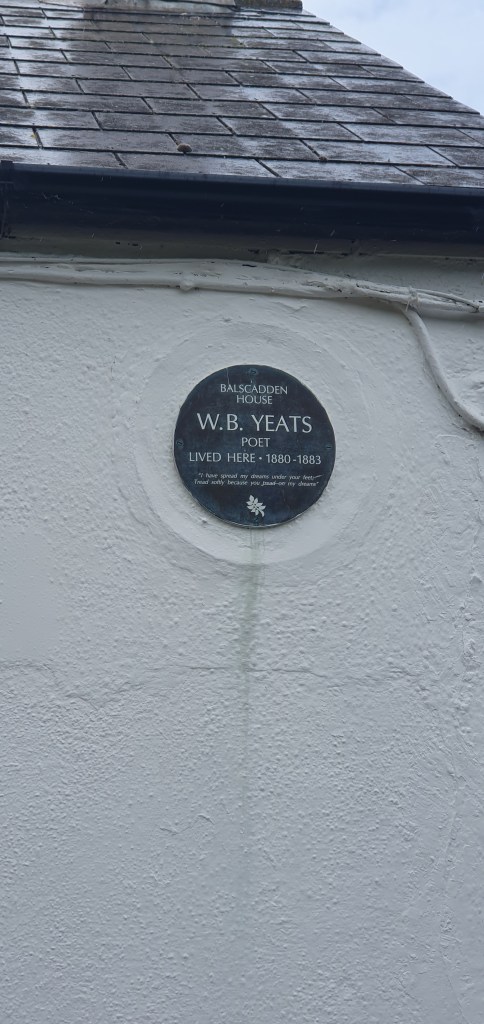 BALSCADDEN
HOUSE
W.B. YEATS
POET
LIVED HERE • 1880-1883
"I have spread my dreams under your feet,
Tread softly because you tread on my dreams"